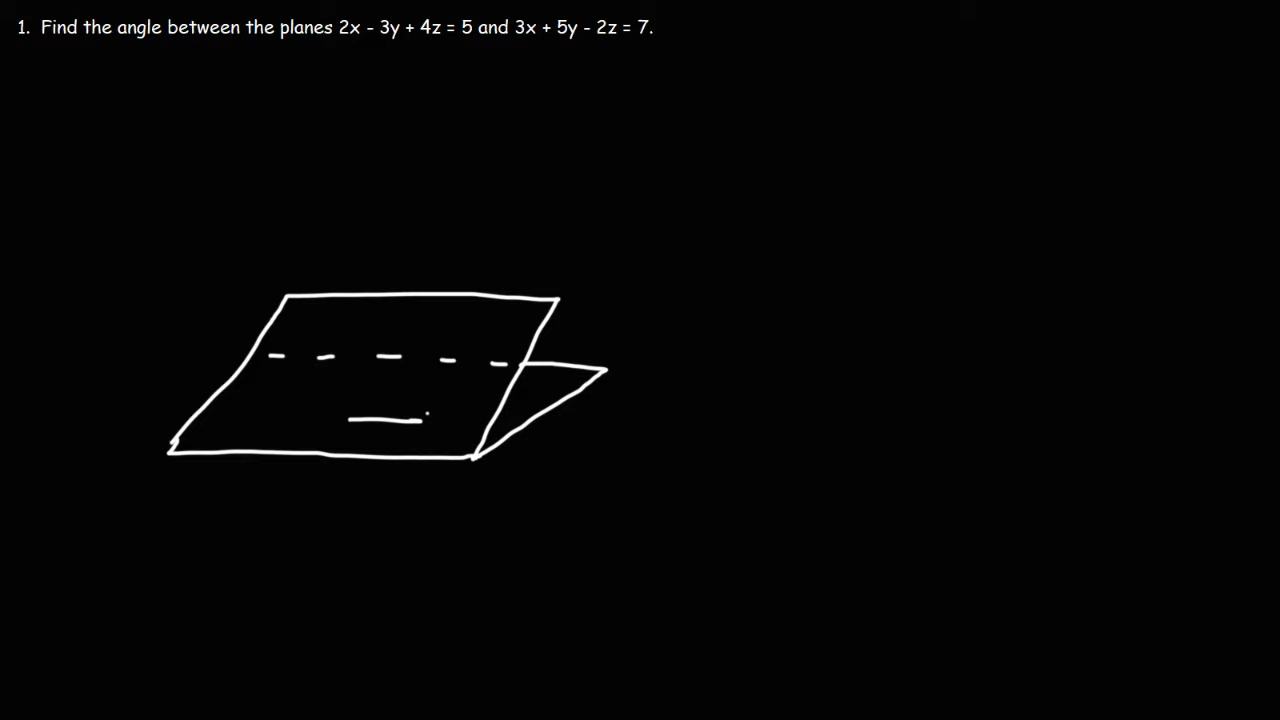 1. Find the angle between the planes 2x - 3y + 4z = 5 and 3x + 5y - 2z = 7.